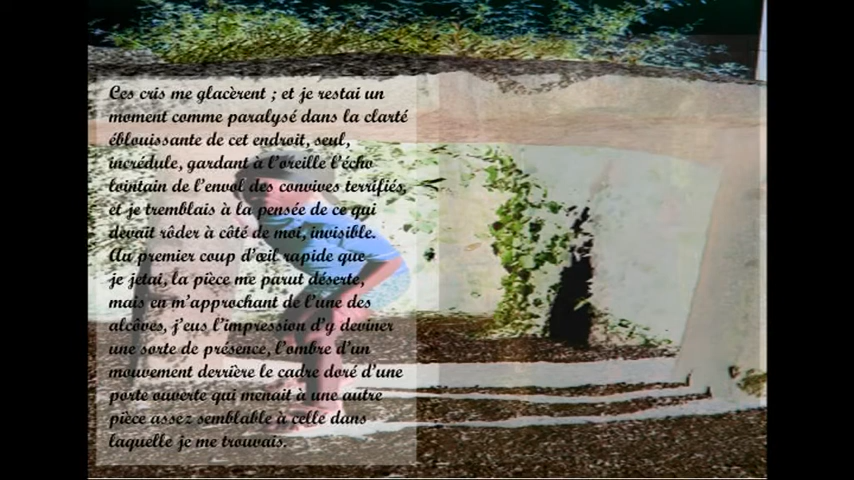 Ces cris me glacèrent ; et je restai un
moment comme paralysé dans la clarté
éblouissante de cet endroit, seul,
incrédule, gardant à l'oreille l'écho
lointain de l'envol des convives terrifiés,
et je tremblais à la pensée de ce qui
devait rôder à côté de moi, invisible.
Au premier coup d'œil rapide que
je jetai, la pièce me parut déserte,
mais en m'approchant de l'une des
alcôves, j'eus l'impression d'y deviner
une sorte de présence, l'ombre d'un
mouvement derrière le cadre doré d'une
porte ouverte qui menait à une autre
pièce assez semblable à celle dans
laquelle je me trouvais.